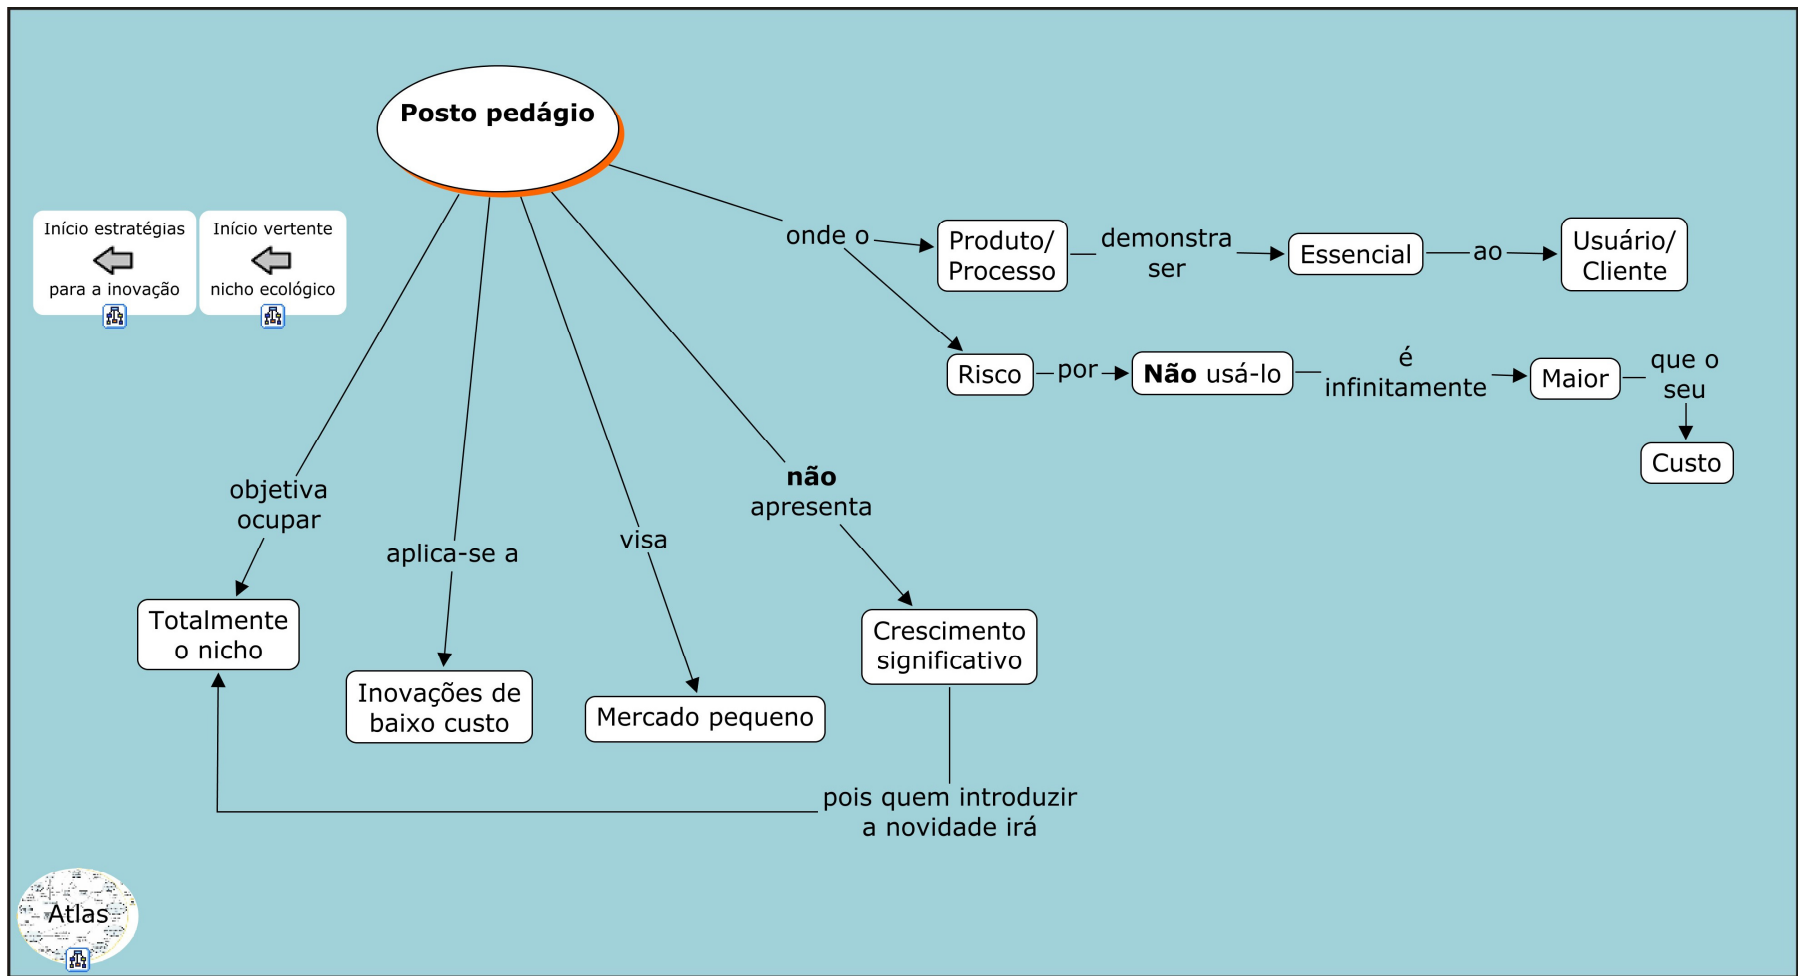 Posto pedágio
Início estratégias
para a inovação
Início vertente
nicho ecológico
onde o
Produto/
Processo
demonstra
ser
Essencial
ao
Usuário/
Cliente
Risco
por
Não usá-lo
é
infinitamente
Maior
que o
seu
Custo
objetiva
ocupar
Totalmente
o nicho
aplica-se a
Inovações de
baixo custo
visa
Mercado pequeno
não
apresenta
Crescimento
significativo
pois quem introduzir
a novidade irá
Atlas